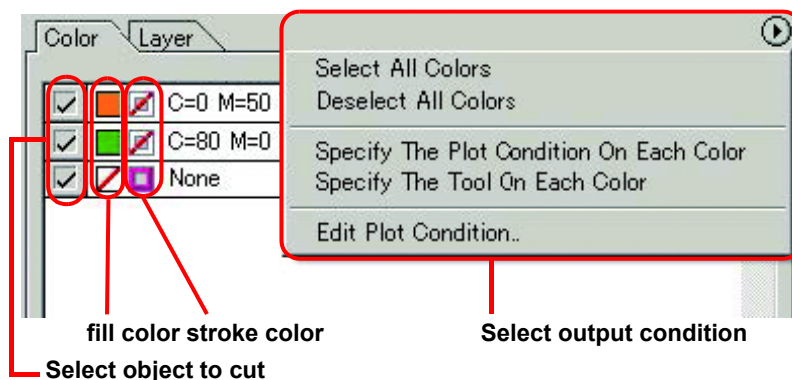 Color Layer
Select All Colors
Deselect All Colors
C=0 M=50
C=80 M=0
None
Specify The Plot Condition On Each Color
Specify The Tool On Each Color
Edit Plot Condition..
fill color stroke color
Select output condition
Select object to cut